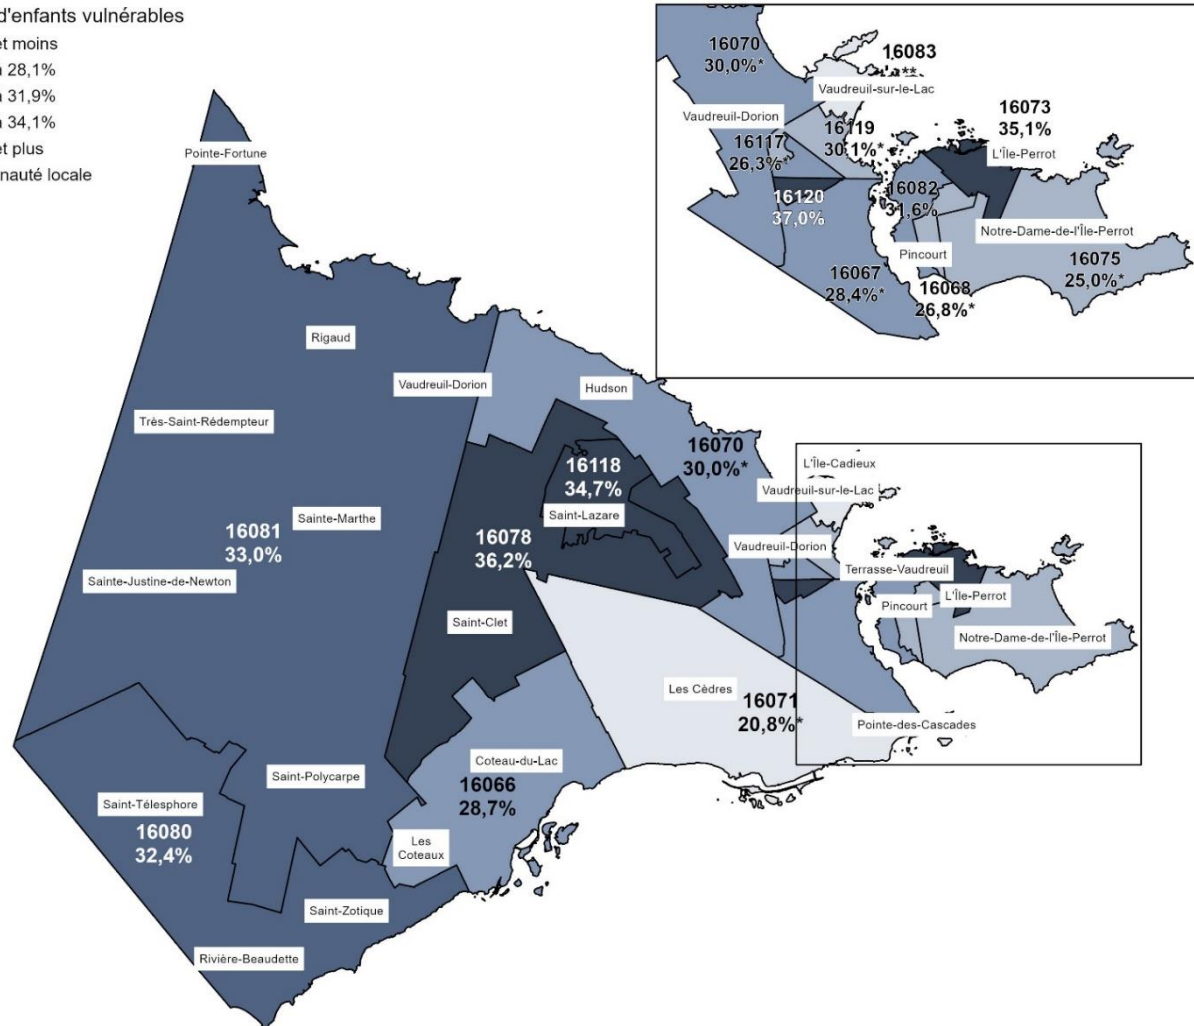 d'enfants vulnérables
et moins
à 28,1%
à 31,9%
à 34,1%
et plus
nauté locale
16070
30,0%*
16083
**
Vaudreuil-sur-le-Lac
16073
35,1%
Vaudreuil-Dorion
16119
30,1%*
16117
26,3%*
L'Île-Perrot
16120
37,0%
16082
31,6%
Notre-Dame-de-l'Île-Perrot
Pincourt
16075
25,0%*
16067
28,4%*
16068
26,8%*
Pointe-Fortune
Rigaud
Vaudreuil-Dorion
Hudson
Très-Saint-Rédempteur
16070
30,0%*
L'Île-Cadieux
16118
34,7%
Vaudreuil-sur-le-Lac
Saint-Lazare
Sainte-Marthe
16081
33,0%
16078
36,2%
Vaudreuil-Dorion
Terrasse-Vaudreuil
Sainte-Justine-de-Newton
L'Île-Perrot
Pincourt
Saint-Clet
Notre-Dame-de-l'Île-Perrot
Les Cèdres
16071
20,8%*
Pointe-des-Cascades
Coteau-du-Lac
16066
28,7%
Saint-Polycarpe
Saint-Télesphore
16080
32,4%
Les
Coteaux
Saint-Zotique
Rivière-Beaudette